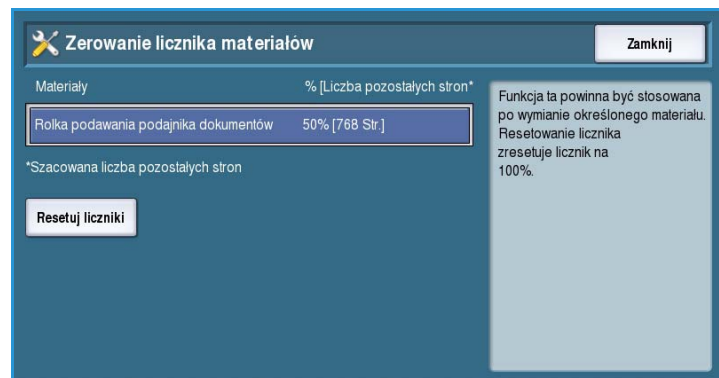 Zerowanie licznika materiałów
Zamknij
Materiały % [Liczba pozostałych stron*
Rolka podawania podajnika dokumentów 50% [768 Str.]
*Szacowana liczba pozostałych stron
Resetuj liczniki
Funkcja ta powinna być stosowana
po wymianie określonego materiału.
Resetowanie licznika
zresetuje licznik na
100%.